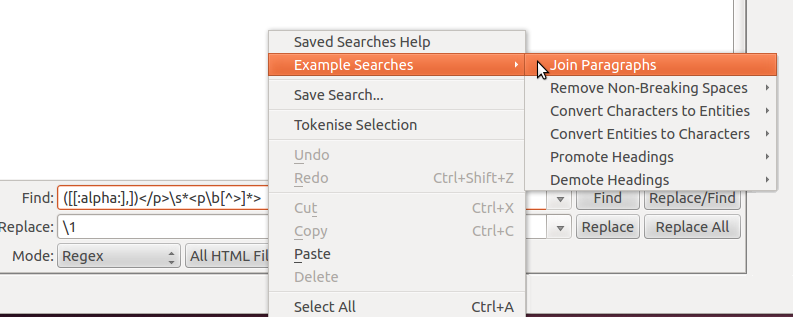 Saved Searches Help
Example Searches
Join Paragraphs
Save Search...
Remove Non-Breaking Spaces
Tokenise Selection
Convert Characters to Entities
Convert Entities to Characters
Undo
Promote Headings
Redo Ctrl+Shift+Z
Demote Headings
Find: ([[:alpha:],])</p>\s*<p\b[^>]*> Find Replace/Find
Cut Ctrl+X
Replace: \1 Replace Replace All
Copy Ctrl+C
Mode: Regex All HTML Fil
Paste
Delete
Select All Ctrl+A